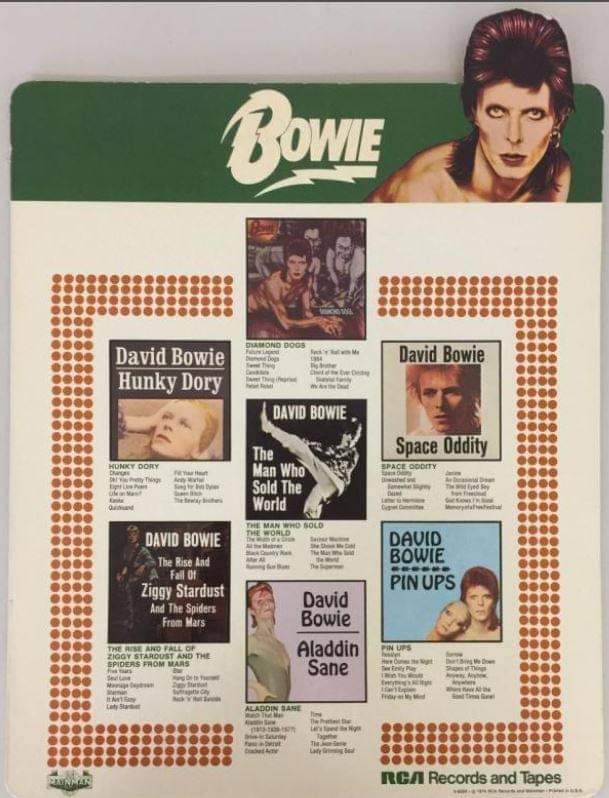 BOWIE
Bowie
DIAMOND DOGS
DIAMOND DOGS
Future Legend
Diamond Dogs
Sweet Thing
Candidate
Sweet Thing (Reprise)
Rebel Rebel
Rock 'n' Roll with Me
1984
Big Brother
Chant of the Ever Circling
Skeletal Family
We Are the Dead
David Bowie
Hunky Dory
HUNKY DORY
Changes
Oh! You Pretty Things
Eight Line Poem
Life on Mars?
Kooks
Quicksand
Fill Your Heart
Andy Warhol
Song for Bob Dylan
Queen Bitch
The Bewlay Brothers
DAVID BOWIE
The
Man Who
Sold The
World
THE MAN WHO SOLD
THE WORLD
The Width of a Circle
All the Madmen
Black Country Rock
After All
Running Gun Blues
Saviour Machine
She Shook Me Cold
The Man Who Sold
the World
The Supermen
David Bowie
Space Oddity
SPACE ODDITY
Space Oddity
Unwashed and
Somewhat Slightly
Dazed
Letter to Hermione
Cygnet Committee
Janine
An Occasional Dream
The Wild Eyed Boy
from Freecloud
God Knows I'm Good
Memory of a Free Festival
DAVID BOWIE
The Rise And
Fall Of
Ziggy Stardust
And The Spiders
From Mars
THE RISE AND FALL OF
ZIGGY STARDUST AND THE
SPIDERS FROM MARS
Five Years
Soul Love
Moonage Daydream
Starman
It Ain't Easy
Lady Stardust
Star
Hang On to Yourself
Ziggy Stardust
Suffragette City
Rock 'n' Roll Suicide
David
Bowie
Aladdin
Sane
ALADDIN SANE
Watch That Man
Aladdin Sane
(1913-1938-197?)
Drive-In Saturday
Panic in Detroit
Cracked Actor
Time
The Prettiest Star
Let's Spend the Night
Together
The Jean Genie
Lady Grinning Soul
DAVID
BOWIE
PIN UPS
PIN UPS
Rosalyn
Here Comes the Night
See Emily Play
I Wish You Would
Everything's All Right
I Can't Explain
Friday on My Mind
Sorrow
Don't Bring Me Down
Shapes of Things
Anyway, Anyhow,
Anywhere
Where Have All the
Good Times Gone!
MAINMAN
RCA Records and Tapes